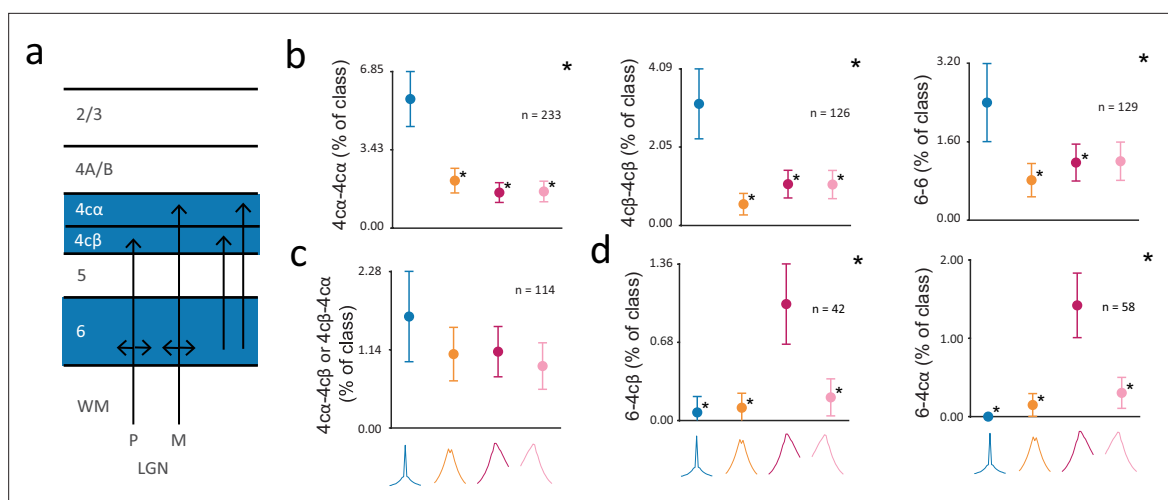 a
2/3
4A/B
4cα
4cβ
5
6
WM
P M
LGN
b
4cα-4cα (% of class)
6.85
3.43
0.00
*
n = 233
*
*
*
4cβ-4cβ (% of class)
4.09
2.05
0.00
*
n = 126
*
*
*
6-6 (% of class)
3.20
1.60
0.00
*
n = 129
*
*
c
4cα-4cβ or 4cβ-4cα
(% of class)
2.28
1.14
0.00
n = 114
d
6-4cβ (% of class)
1.36
0.68
0.00
*
n = 42
*
*
*
6-4cα (% of class)
2.00
1.00
0.00
*
n = 58
*
*
*